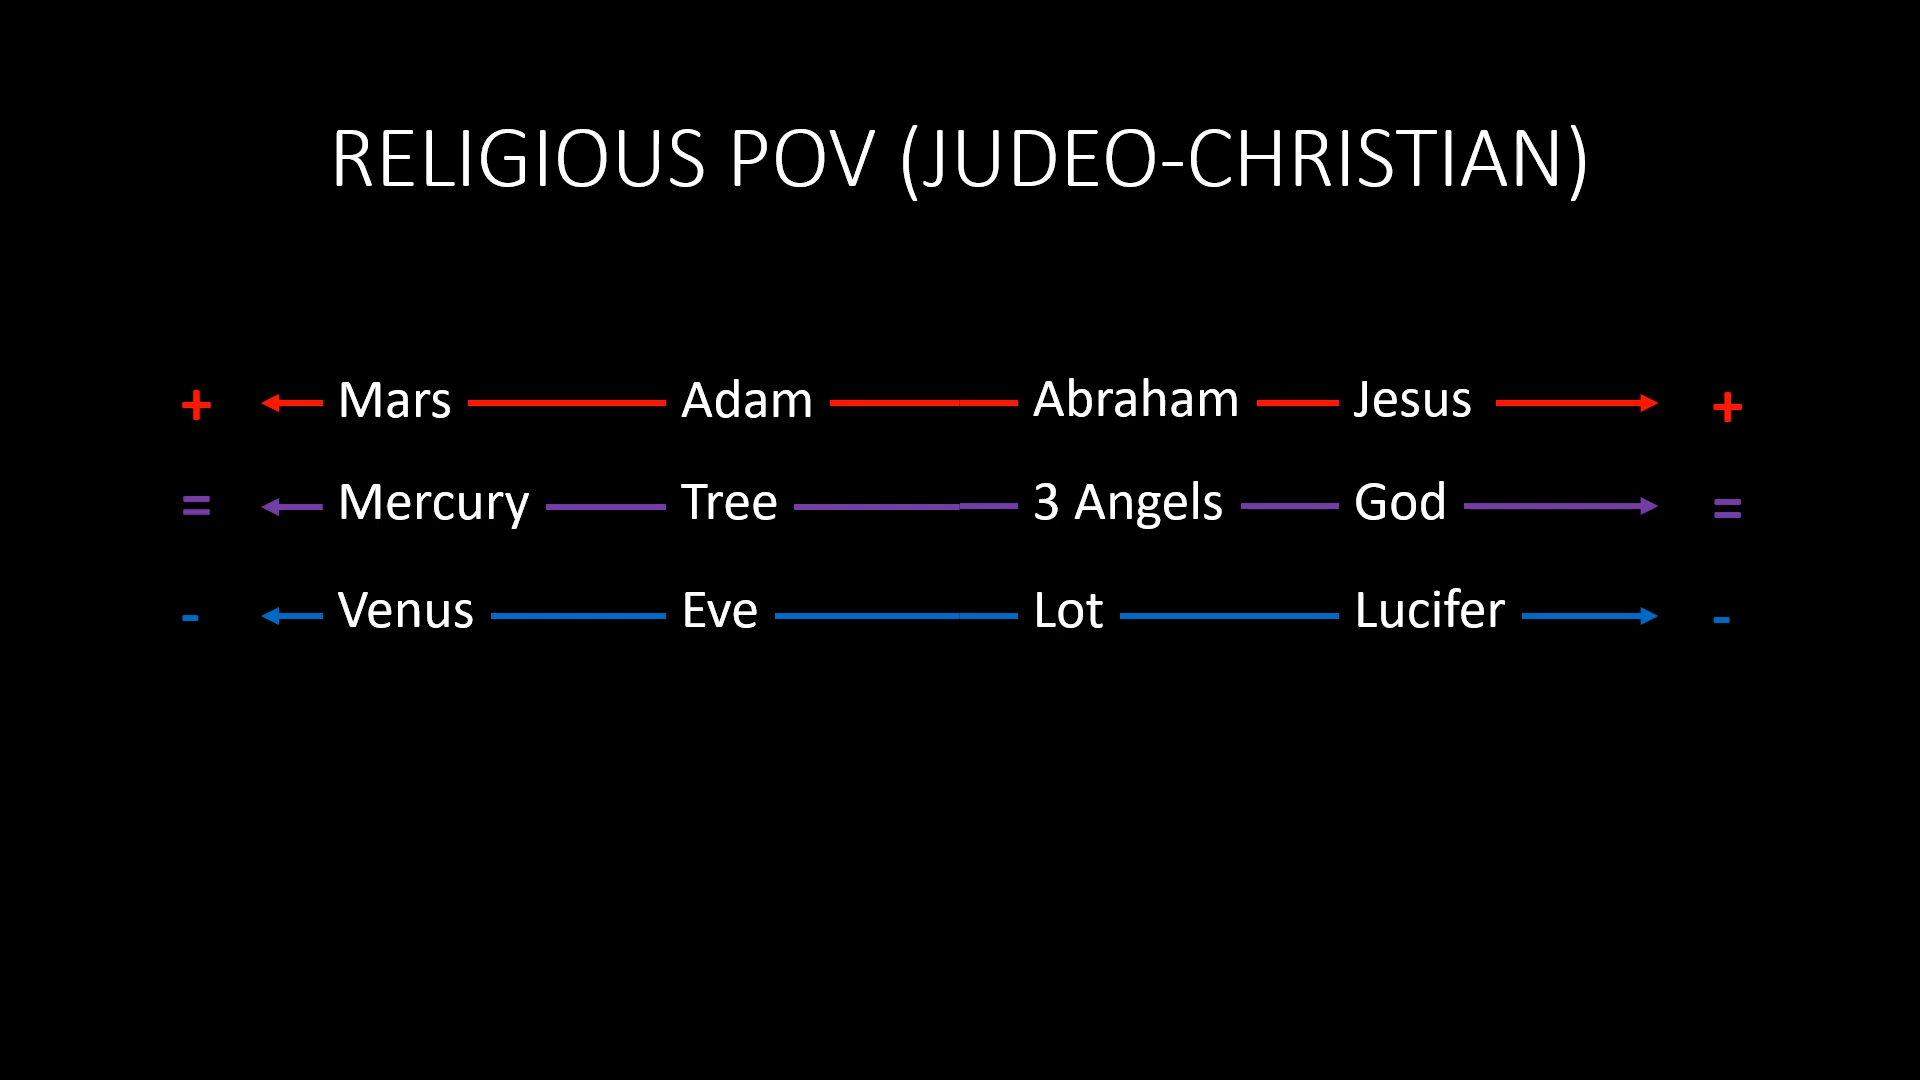 RELIGIOUS POV (JUDEO-CHRISTIAN)
+ Mars Adam Abraham Jesus +
= Mercury Tree 3 Angels God =
- Venus Eve Lot Lucifer -